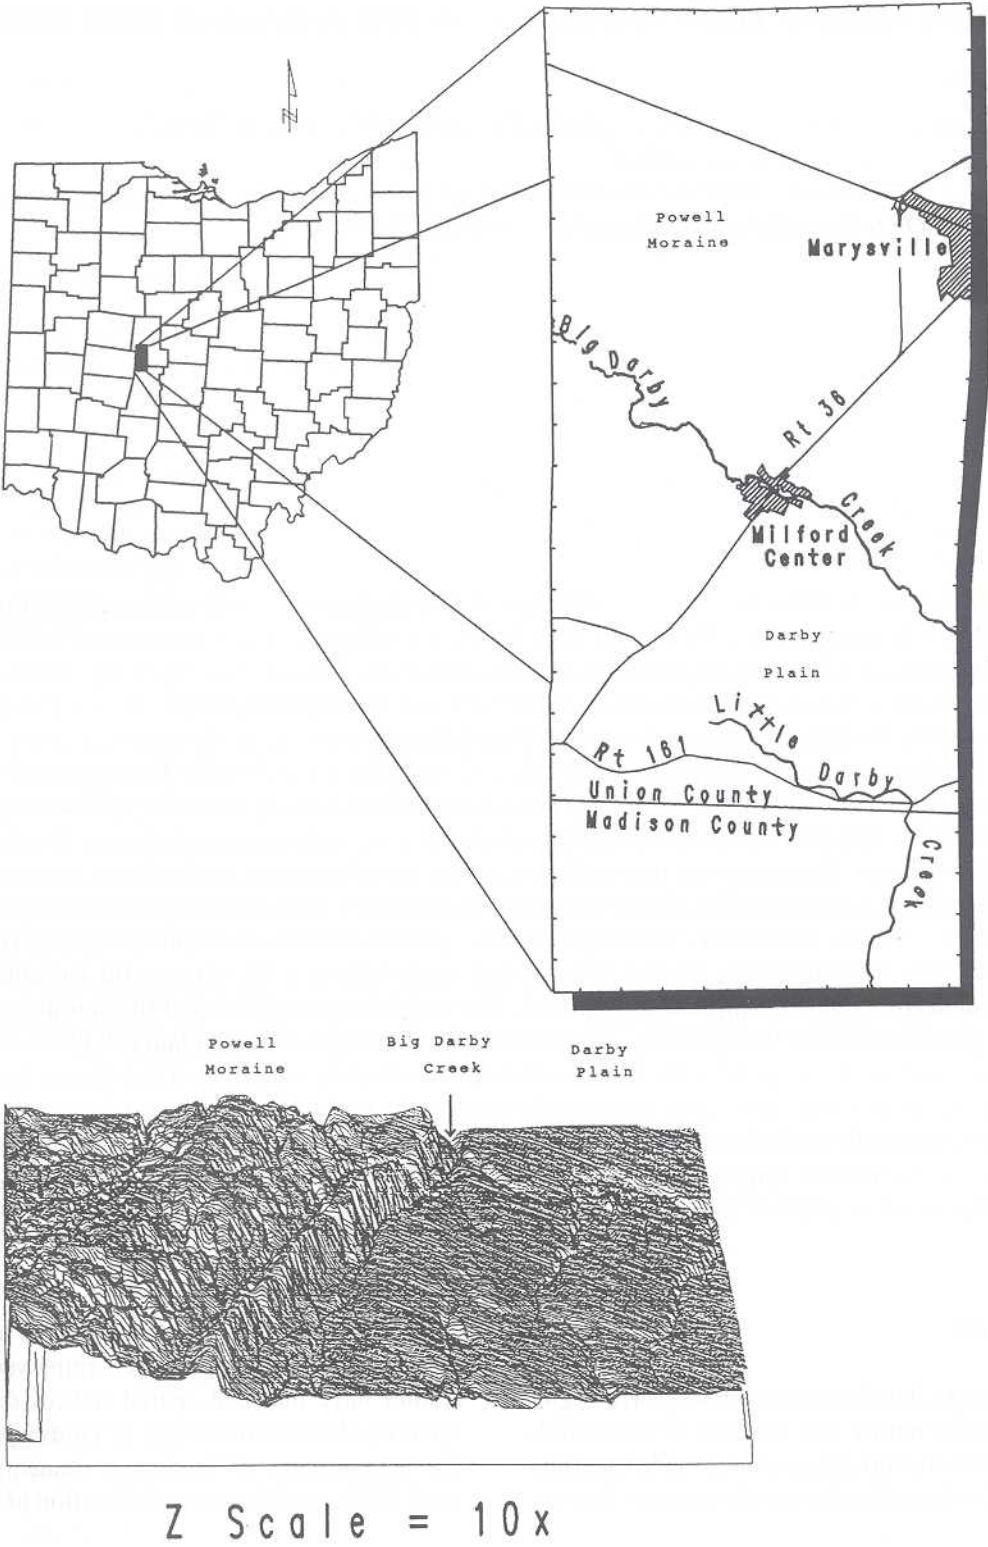 N
Powell
Moraine
Marysville
Big Darby
Creek
Rt 36
Milford
Center
Darby
Plain
Little
Darby
Creek
Rt 161
Union County
Madison County
Powell
Moraine
Big Darby
Creek
Darby
Plain
Z Scale = 10x